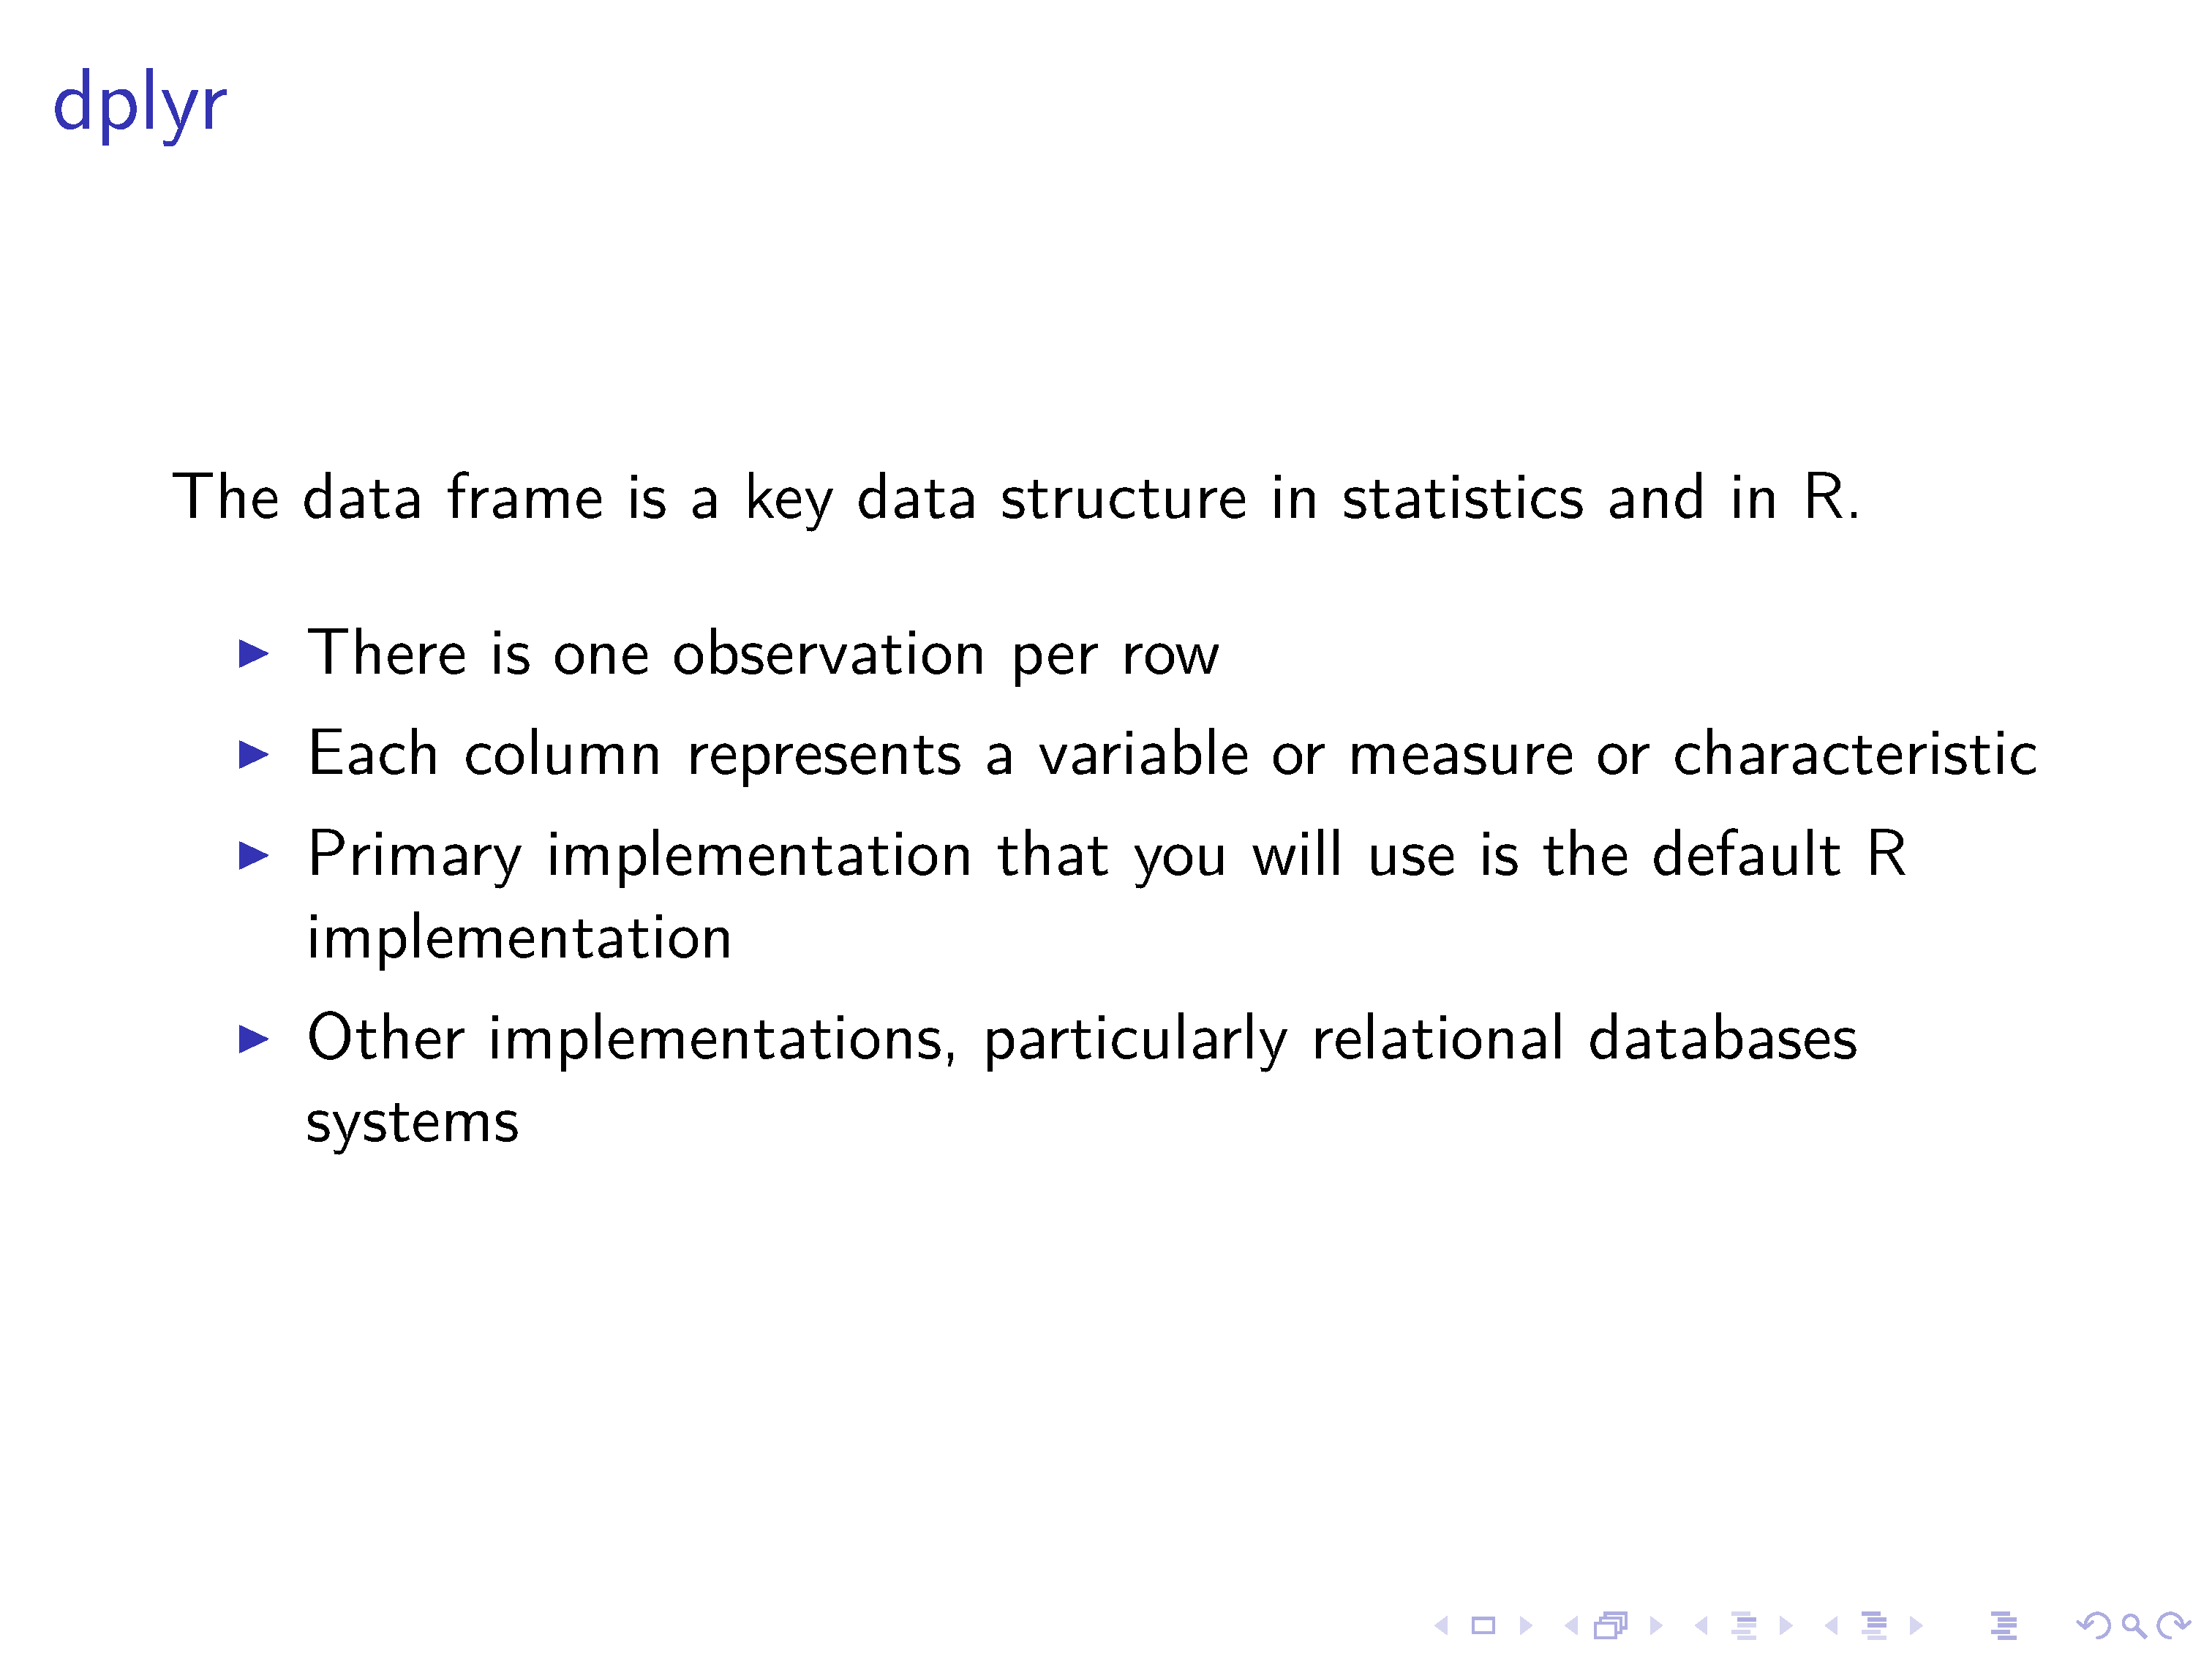 dplyr
The data frame is a key data structure in statistics and in R.
There is one observation per row
Each column represents a variable or measure or characteristic
Primary implementation that you will use is the default R
implementation
Other implementations, particularly relational databases
systems